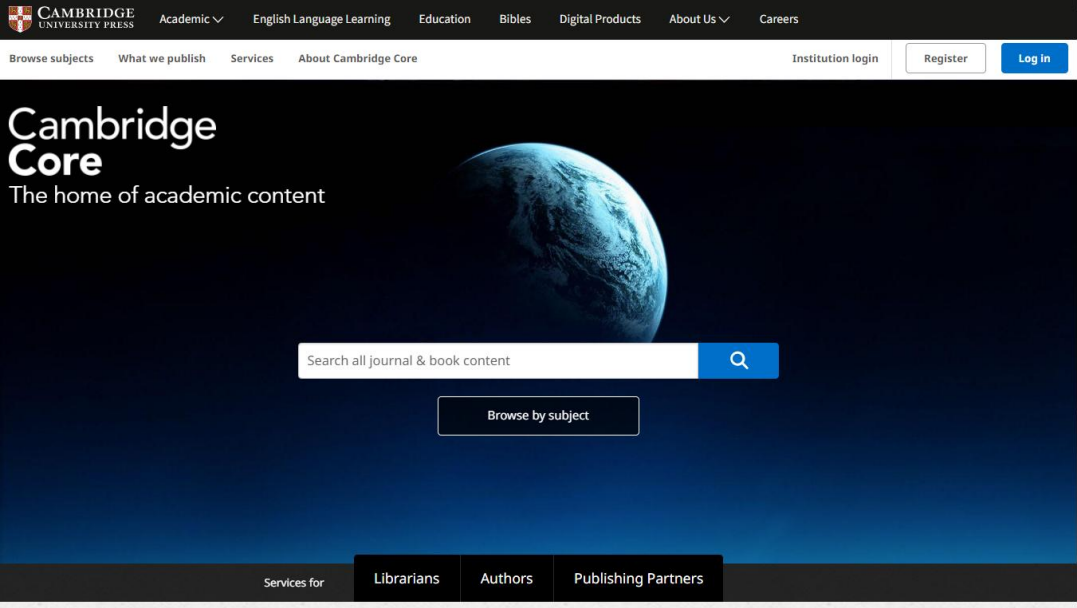 CAMBRIDGE
UNIVERSITY PRESS
Academic
English Language Learning
Education
Bibles
Digital Products
About Us
Careers
Browse subjects
What we publish
Services
About Cambridge Core
Institution login
Register
Log in
Cambridge
Core
The home of academic content
Search all journal & book content
Browse by subject
Services for
Librarians
Authors
Publishing Partners